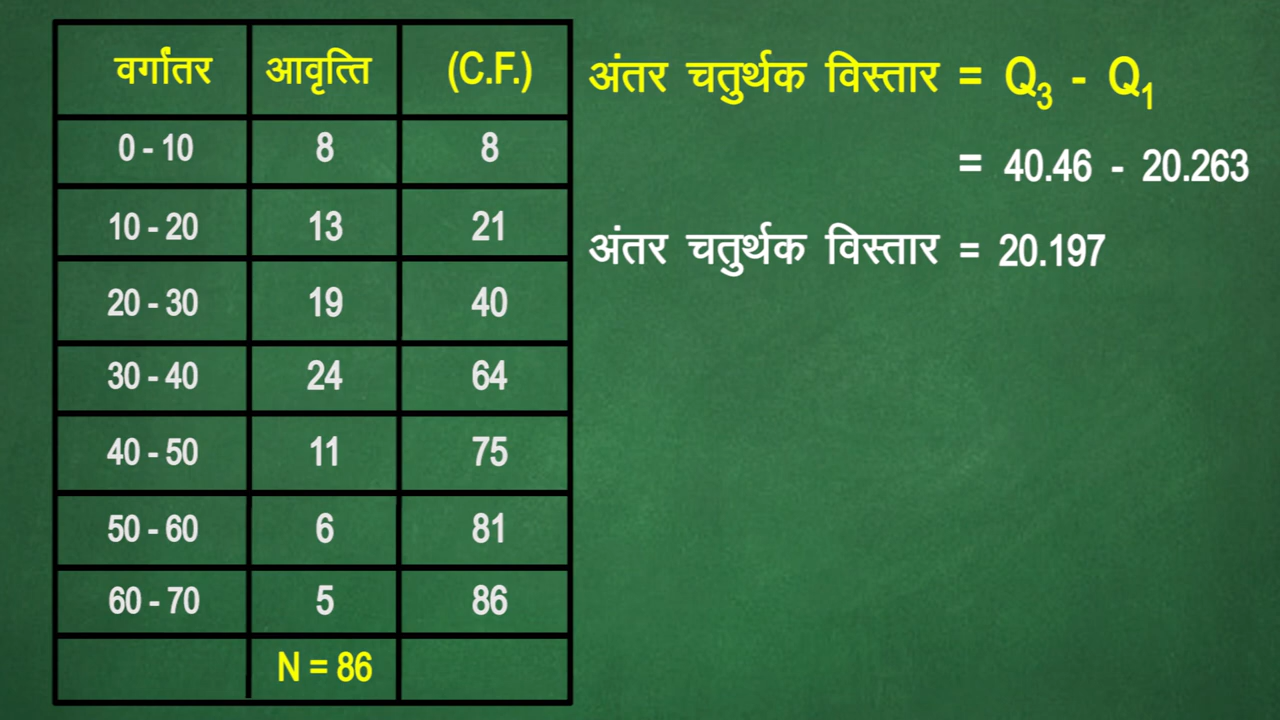 वर्गांतर आवृत्ति (C.F.)
0 - 10 8 8
10 - 20 13 21
20 - 30 19 40
30 - 40 24 64
40 - 50 11 75
50 - 60 6 81
60 - 70 5 86
N = 86
अंतर चतुर्थक विस्तार = Q3 - Q1
= 40.46 - 20.263
अंतर चतुर्थक विस्तार = 20.197